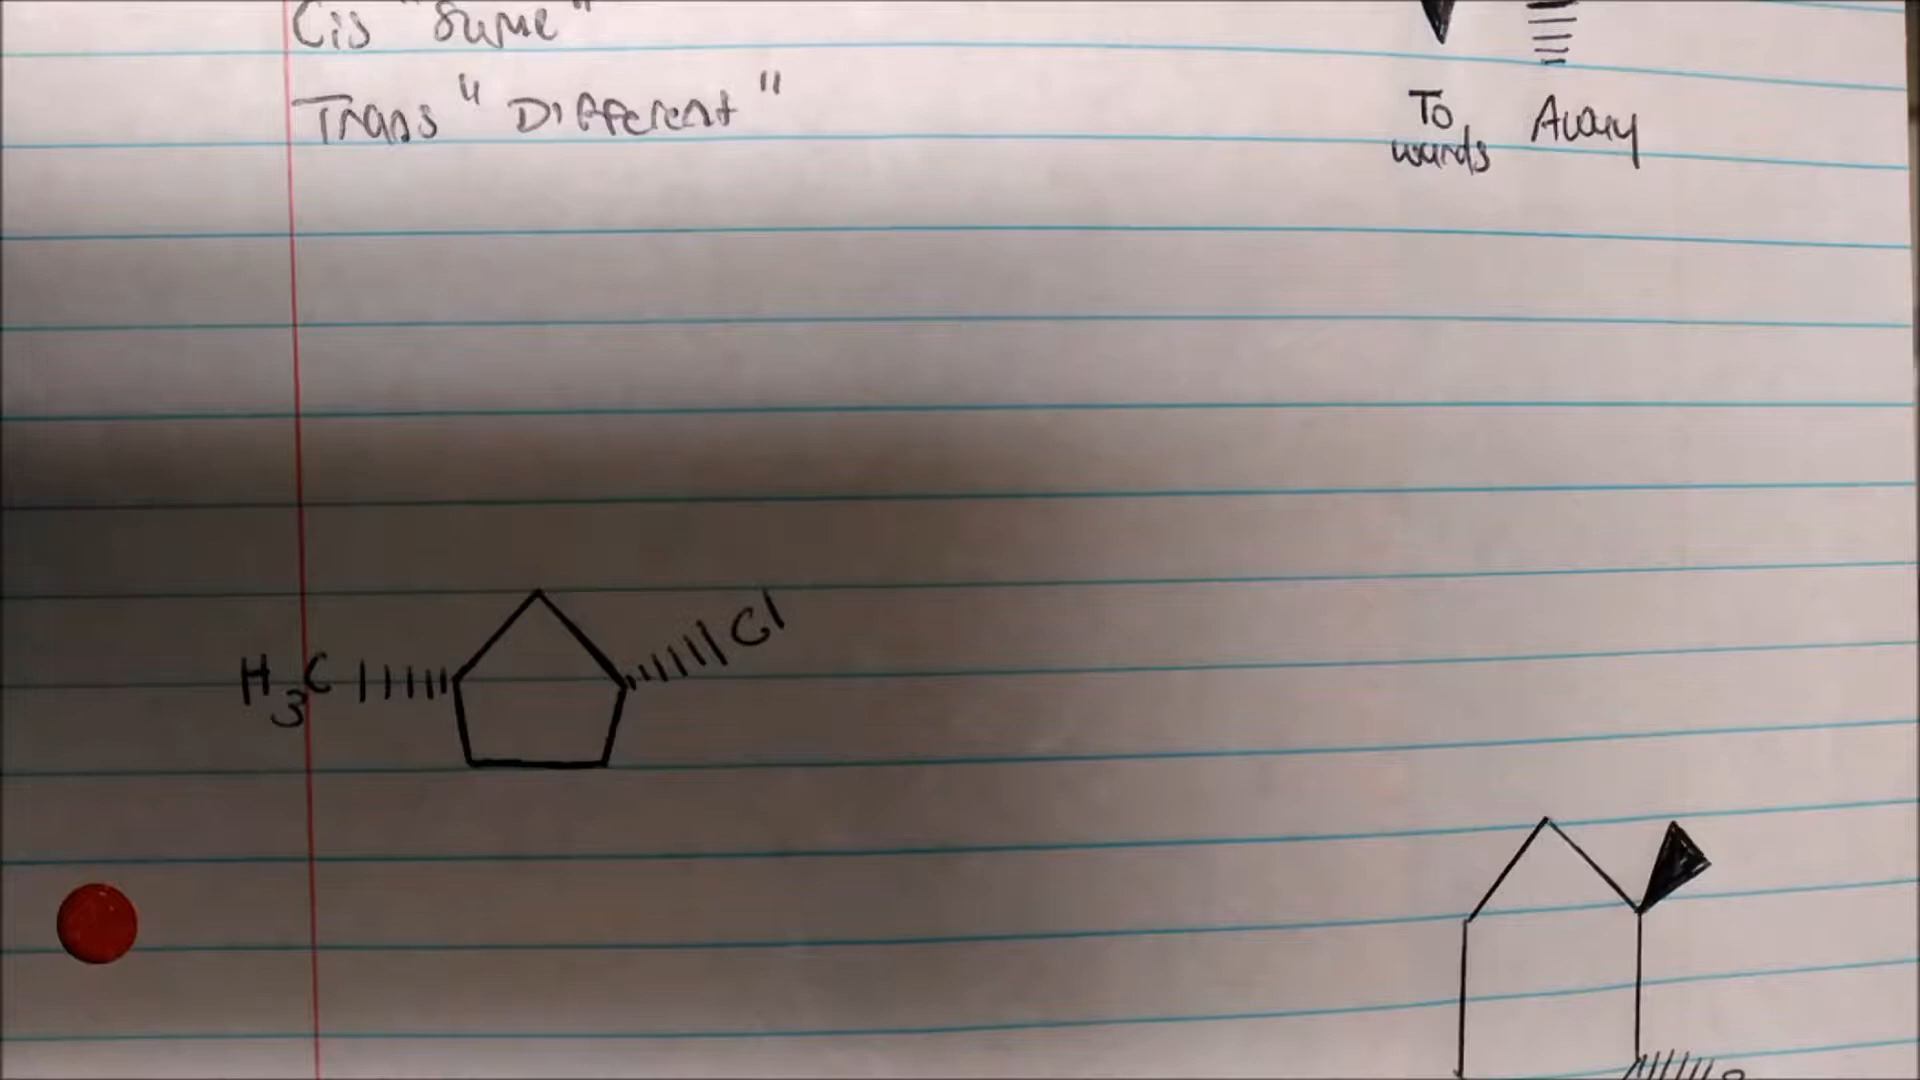 Cis "Same"
Trans "Different"
To
wards
Away
H3C
Cl